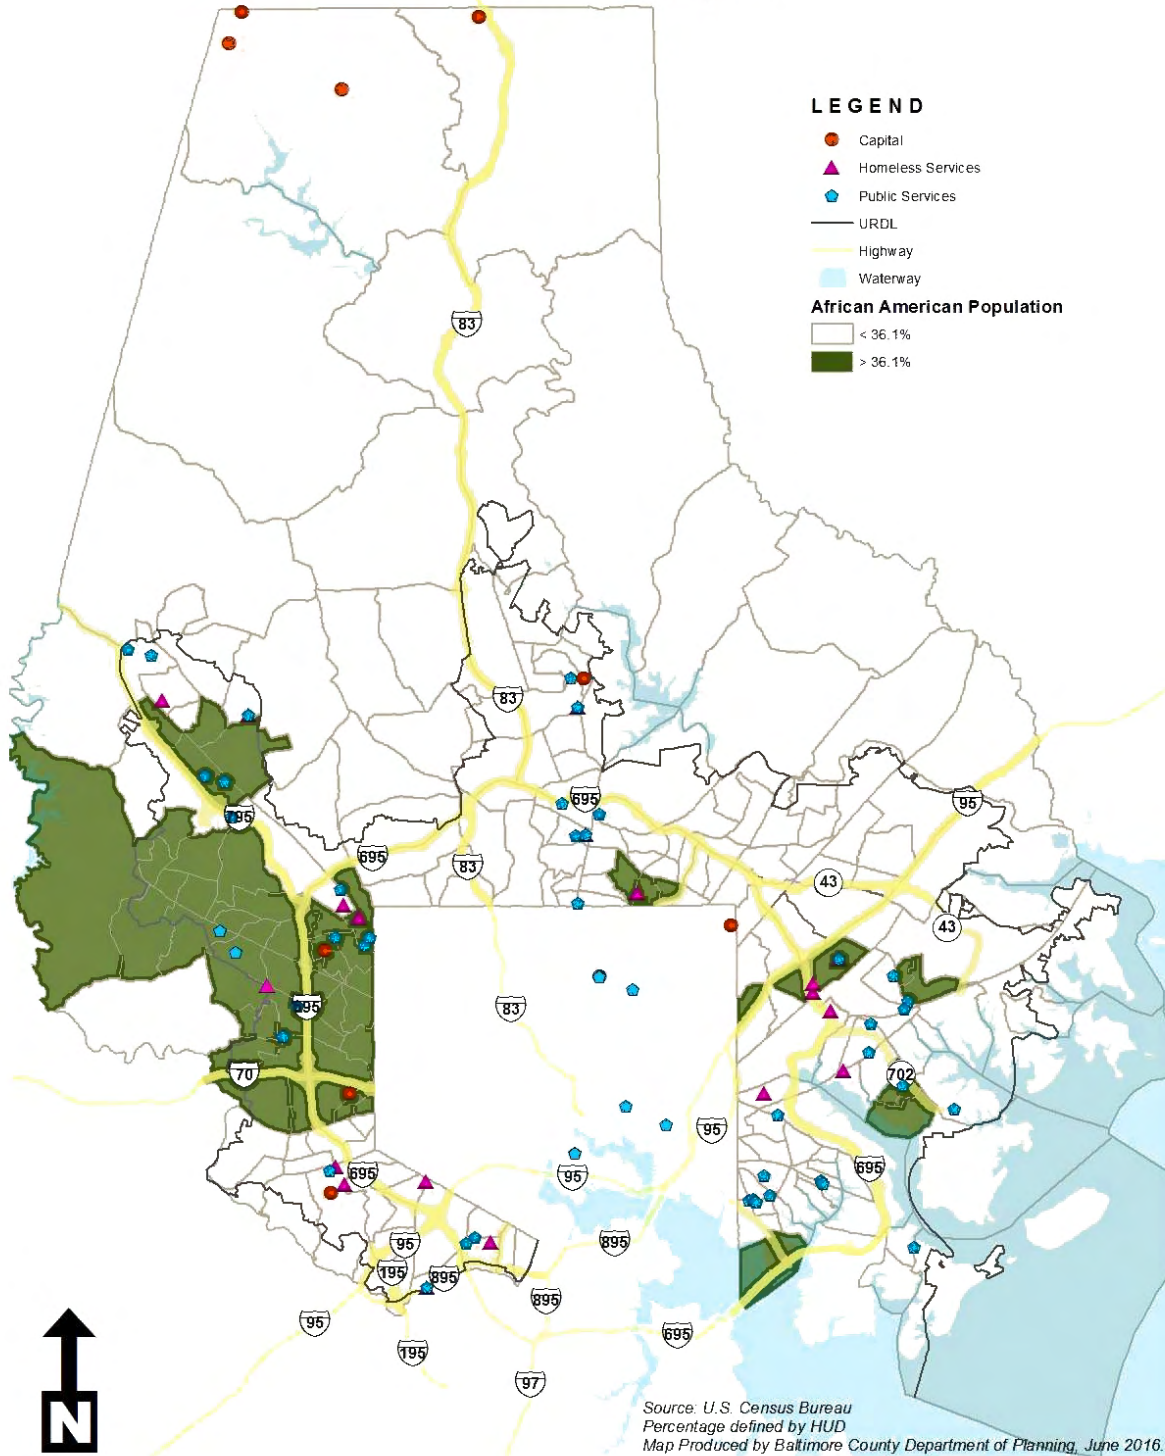 LEGEND
Capital
Homeless Services
Public Services
URDL
Highway
Waterway
African American Population
< 36.1%
> 36.1%
83
83
695
95
795
695
83
43
43
83
695
70
702
95
695
95
695
895
95
195
895
895
95
695
195
97
N
Source: U.S. Census Bureau
Percentage defined by HUD
Map Produced by Baltimore County Department of Planning, June 2016.